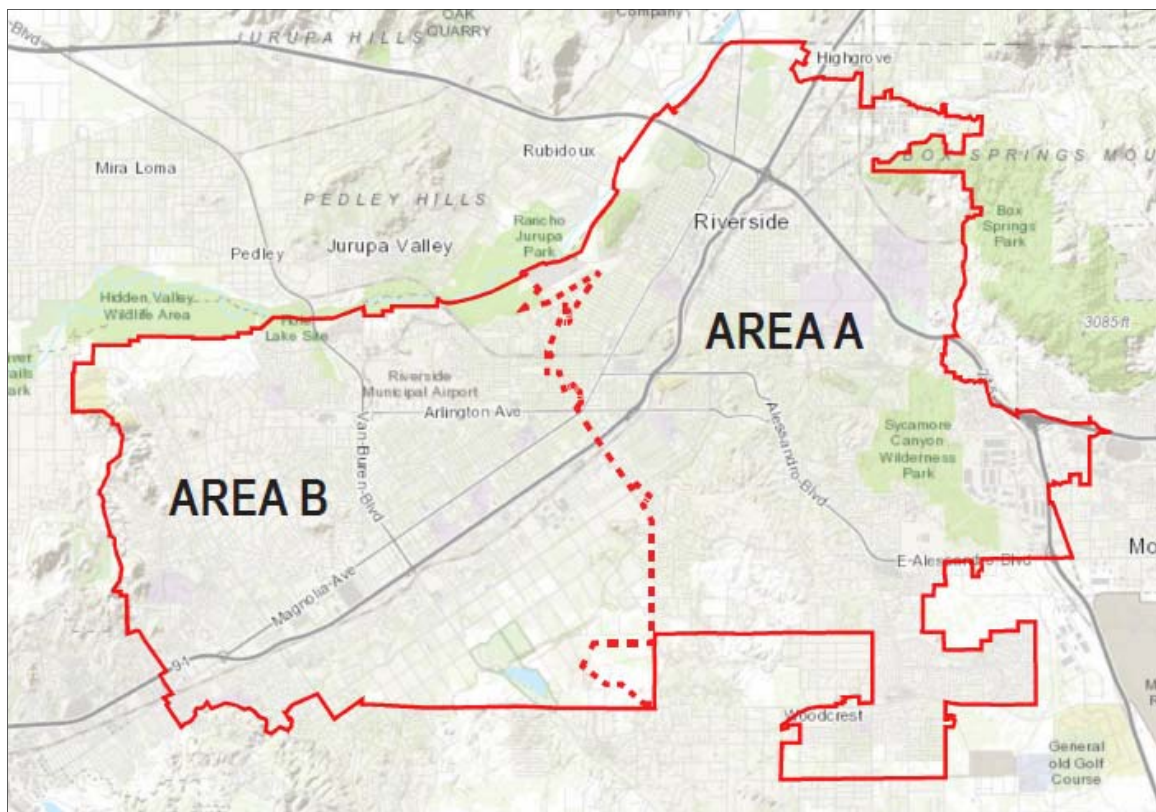 OAK
QUARRY
Company
JURUPA HILLS
Highgrove
Mira Loma
Rubidoux
BOX SPRINGS MOU
PEDLEY HILLS
Rancho
Jurupa
Park
Riverside
Box
Springs
Park
Pedley
Jurupa Valley
Hidden Valley
Wildlife Area
Lake Site
3085 ft
AREA A
Park
Riverside
Municipal Airport
Arlington Ave
Van-Buren-Blvd
Alessandro-Blvd
Sycamore
Canyon
Wilderness
Park
AREA B
E-Alessandro Blvd
Mo
Magnolia-Ave
91
Woodcrest
General
old Golf
Course